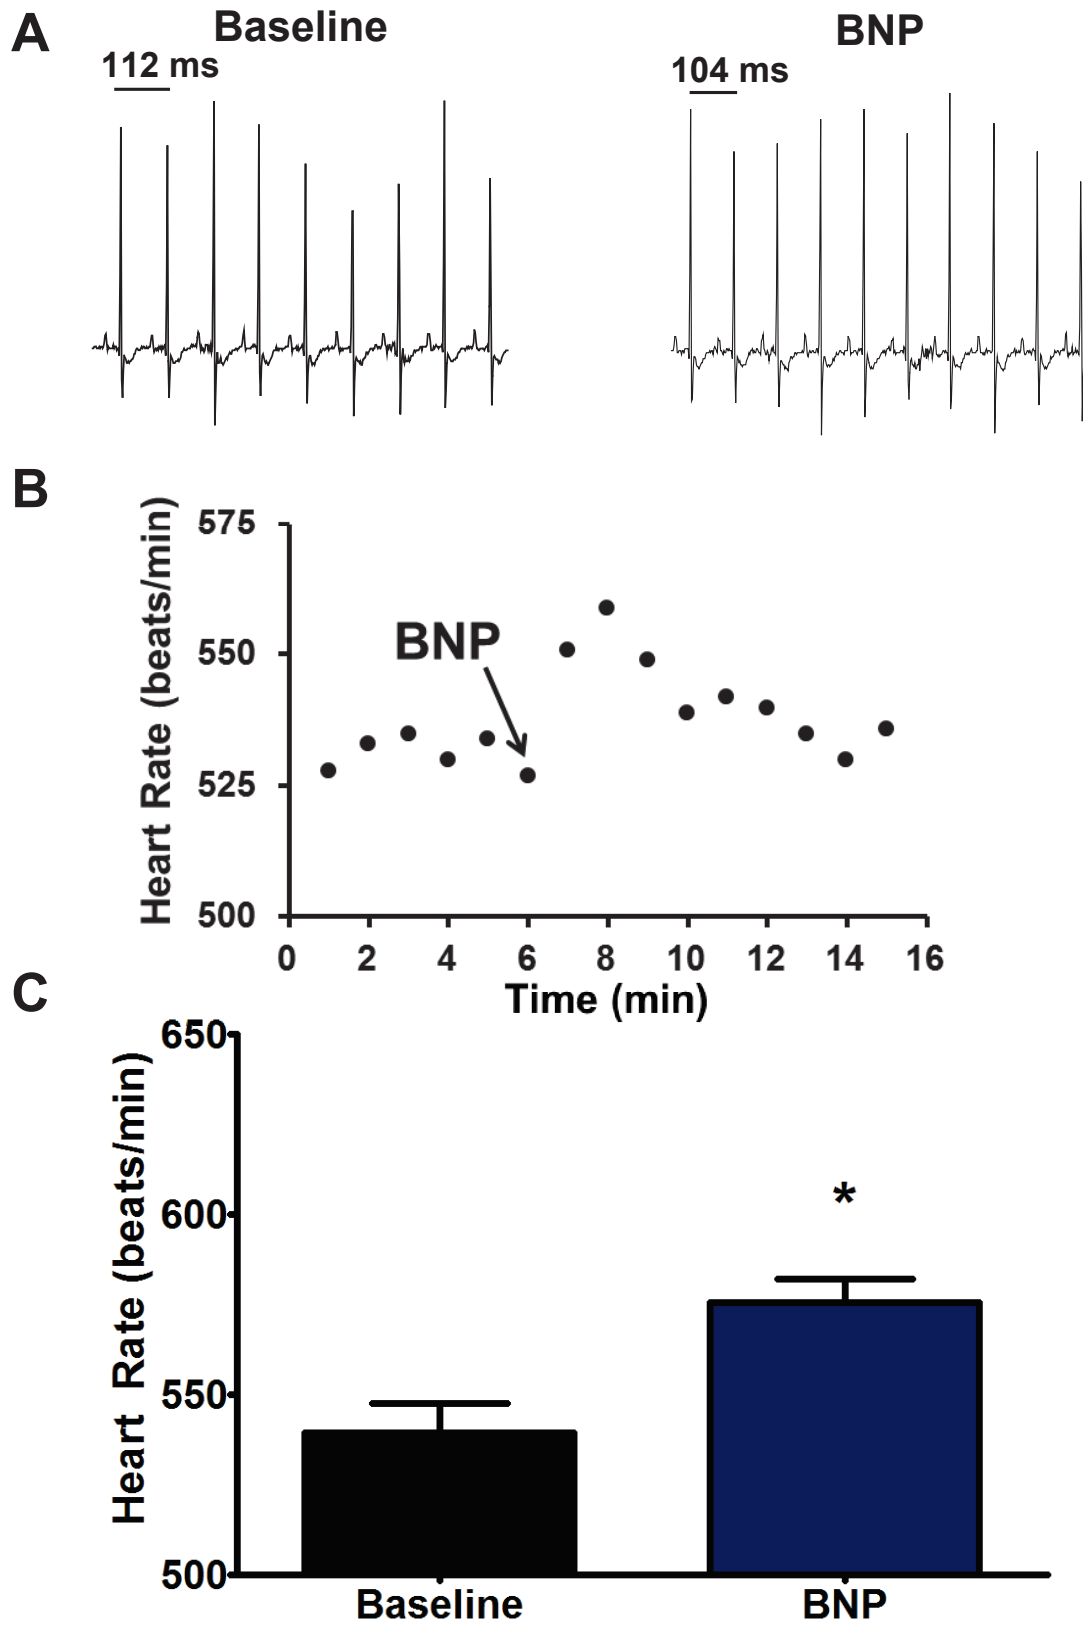 A
Baseline
BNP
112 ms
104 ms
B
Heart Rate (beats/min)
575
550
525
500
BNP
0 2 4 6 8 10 12 14 16
Time (min)
C
Heart Rate (beats/min)
650
600
550
500
*
Baseline
BNP